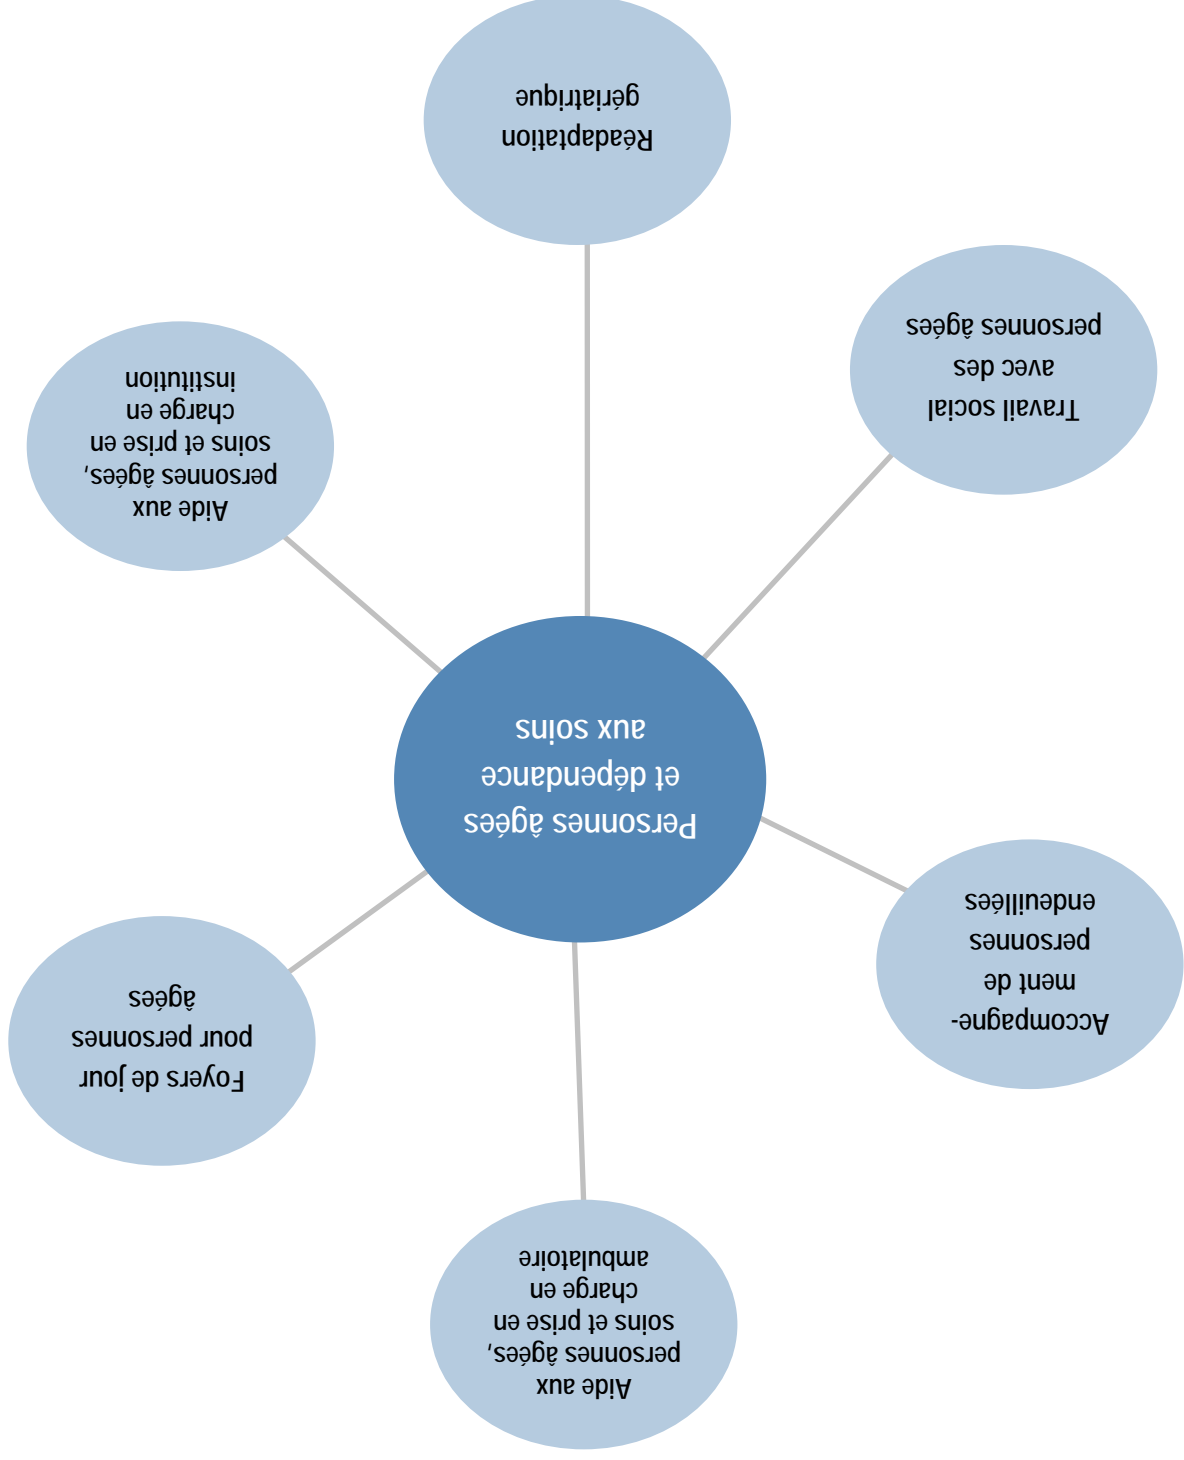 Aide aux
personnes âgées,
soins et prise en
charge en
ambulatoire
Accompagne-
ment de
personnes
endeuillées
Foyers de jour
pour personnes
âgées
Personnes âgées
et dépendance
aux soins
Travail social
avec des
personnes âgées
Aide aux
personnes âgées,
soins et prise en
charge en
institution
Réadaptation
gériatrique